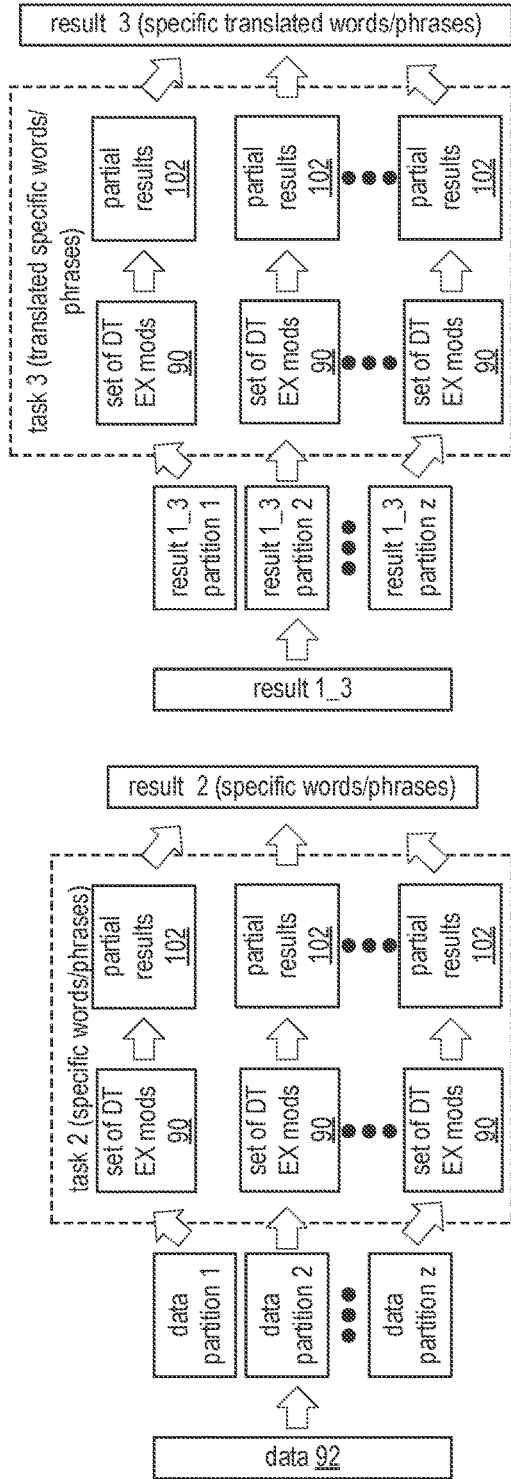 task 2 (specific words/phrases)
data 92
data
partition 1
data
partition 2
data
partition z
set of DT
EX mods
90
set of DT
EX mods
90
set of DT
EX mods
90
partial
results
102
partial
results
102
partial
results
102
result 2 (specific words/phrases)
task 3 (translated specific words/
phrases)
result 1_3
result 1_3
partition 1
result 1_3
partition 2
result 1_3
partition z
set of DT
EX mods
90
set of DT
EX mods
90
set of DT
EX mods
90
partial
results
102
partial
results
102
partial
results
102
result 3 (specific translated words/phrases)